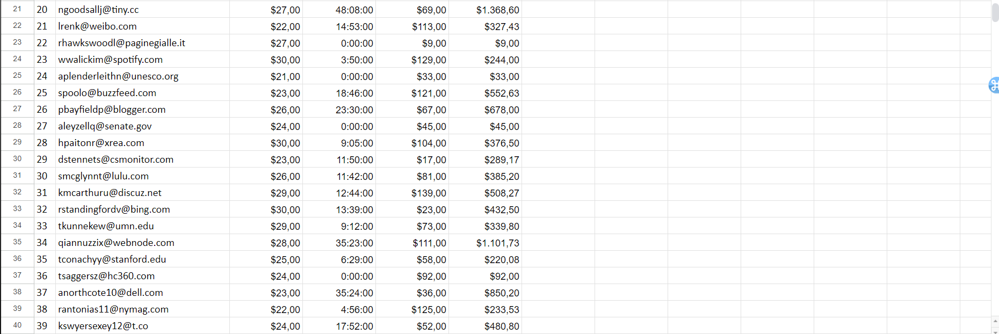 21 20 ngoodsallj@tiny.cc $27,00 48:08:00 $69,00 $1.368,60
22 21 lrenk@weibo.com $22,00 14:53:00 $113,00 $327,43
23 22 rhawkswoodl@paginegialle.it $27,00 0:00:00 $9,00 $9,00
24 23 wwalickim@spotify.com $30,00 3:50:00 $129,00 $244,00
25 24 aplenderleithn@unesco.org $21,00 0:00:00 $33,00 $33,00
26 25 spoolo@buzzfeed.com $23,00 18:46:00 $121,00 $552,63
27 26 pbayfieldp@blogger.com $26,00 23:30:00 $67,00 $678,00
28 27 aleyzellq@senate.gov $24,00 0:00:00 $45,00 $45,00
29 28 hpaitonr@xrea.com $30,00 9:05:00 $104,00 $376,50
30 29 dstennets@csmonitor.com $23,00 11:50:00 $17,00 $289,17
31 30 smcglynnt@lulu.com $26,00 11:42:00 $81,00 $385,20
32 31 kmcarthuru@discuz.net $29,00 12:44:00 $139,00 $508,27
33 32 rstandingfordv@bing.com $30,00 13:39:00 $23,00 $432,50
34 33 tkunnekew@umn.edu $29,00 9:12:00 $73,00 $339,80
35 34 qiannuzzix@webnode.com $28,00 35:23:00 $111,00 $1.101,73
36 35 tconachyy@stanford.edu $25,00 6:29:00 $58,00 $220,08
37 36 tsaggersz@hc360.com $24,00 0:00:00 $92,00 $92,00
38 37 anorthcote10@dell.com $23,00 35:24:00 $36,00 $850,20
39 38 rantonias11@nymag.com $22,00 4:56:00 $125,00 $233,53
40 39 kswyersexey12@t.co $24,00 17:52:00 $52,00 $480,80